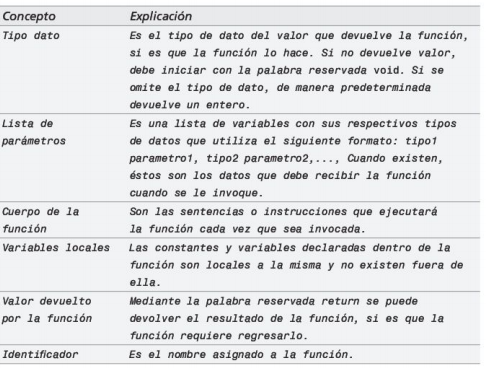 Concepto Explicación
Tipo dato Es el tipo de dato del valor que devuelve la función,
si es que la función lo hace. Si no devuelve valor,
debe iniciar con la palabra reservada void. Si se
omite el tipo de dato, de manera predeterminada
devuelve un entero.
Lista de Es una lista de variables con sus respectivos tipos
parámetros de datos que utiliza el siguiente formato: tipo1
parametro1, tipo2 parametro2,..., Cuando existen,
éstos son los datos que debe recibir la función
cuando se le invoque.
Cuerpo de la Son las sentencias o instrucciones que ejecutará
función la función cada vez que sea invocada.
Variables locales Las constantes y variables declaradas dentro de la
función son locales a la misma y no existen fuera de
ella.
Valor devuelto Mediante la palabra reservada return se puede
por la función devolver el resultado de la función, si es que la
función requiere regresarlo.
Identificador Es el nombre asignado a la función.